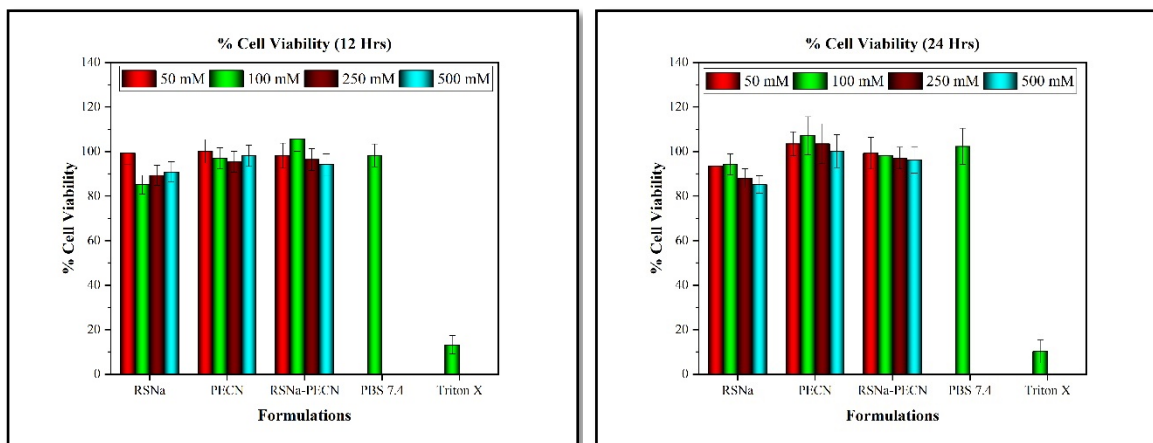 % Cell Viability (12 Hrs)
50 mM 100 mM 250 mM 500 mM
140
120
100
80
60
40
20
0
% Cell Viability
RSNa PECN RSNa-PECN PBS 7.4 Triton X
Formulations
% Cell Viability (24 Hrs)
50 mM 100 mM 250 mM 500 mM
140
120
100
80
60
40
20
0
% Cell Viability
RSNa PECN RSNa-PECN PBS 7.4 Triton X
Formulations